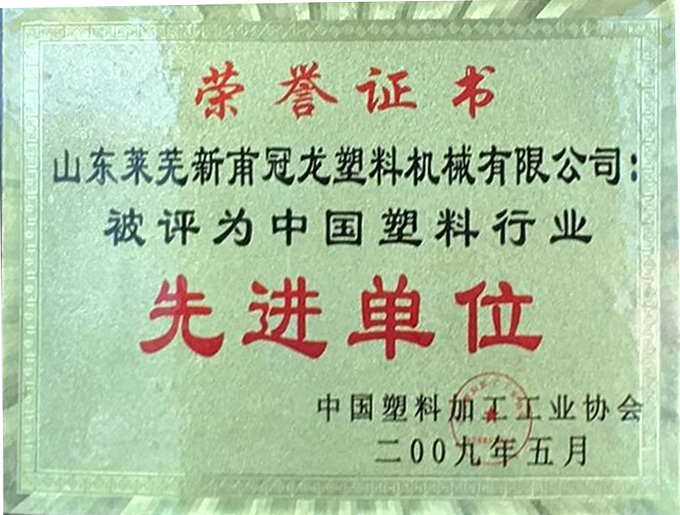 荣誉证书
山东莱芜新甫冠龙塑料机械有限公司：
被评为中国塑料行业
先进单位
中国塑料加工工业协会
二00九年五月